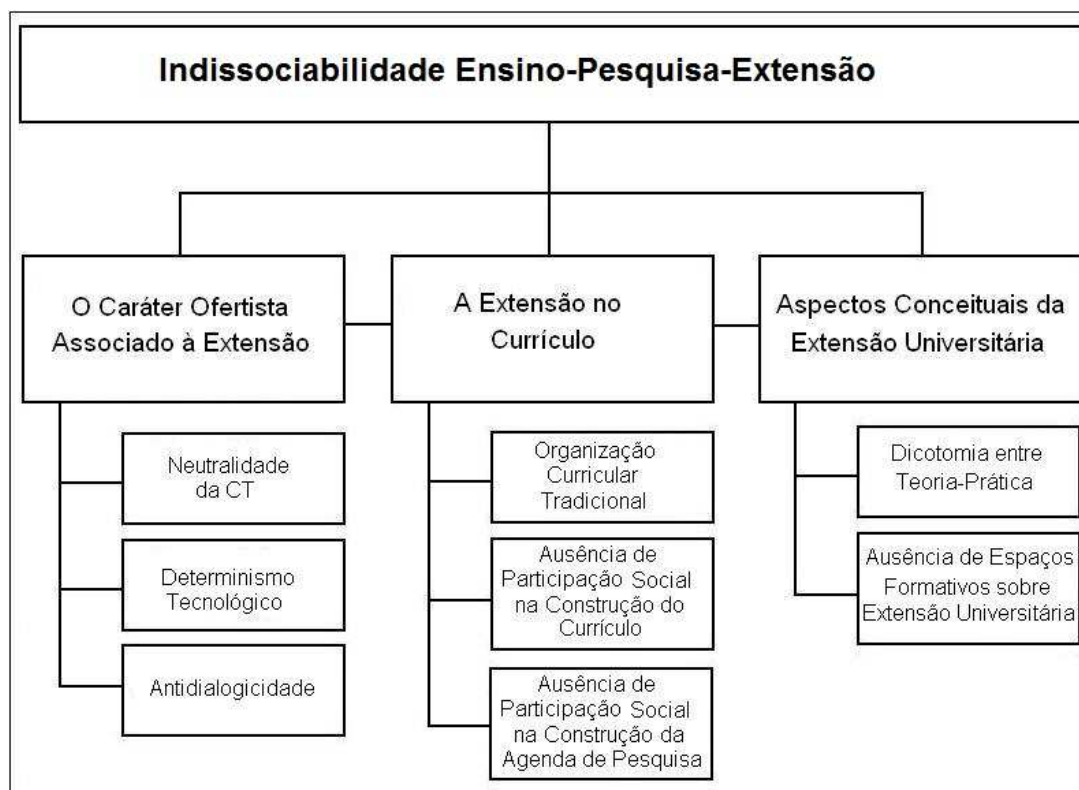 Indissociabilidade Ensino-Pesquisa-Extensão
O Caráter Ofertista
Associado à Extensão
A Extensão no
Currículo
Aspectos Conceituais da
Extensão Universitária
Neutralidade
da CT
Determinismo
Tecnológico
Antidialogicidade
Organização
Curricular
Tradicional
Ausência de
Participação Social
na Construção do
Currículo
Ausência de
Participação Social
na Construção da
Agenda de Pesquisa
Dicotomia entre
Teoria-Prática
Ausência de Espaços
Formativos sobre
Extensão Universitária